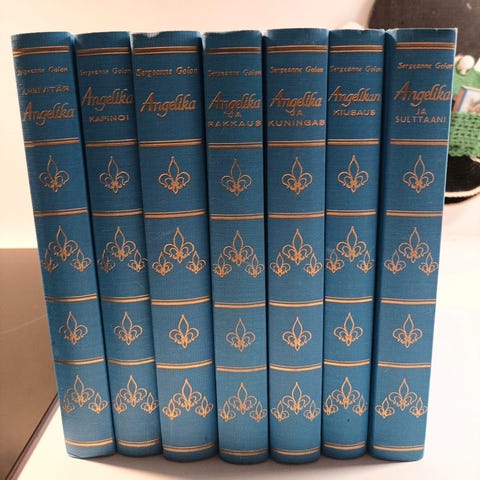 Sergeanne Golon
KREIVITÄR
Angelika
Sergeanne Golon
Angelika
KAPINOI
Sergeanne Golon
Angelika
Sergeanne Golon
Angelika
JA
RAKKAUS
Sergeanne Golon
Angelika
JA
KUNINGAS
Sergeanne Golon
Angelikan
KIUSAUS
Sergeanne Golon
Angelika
JA
SULTTAANI